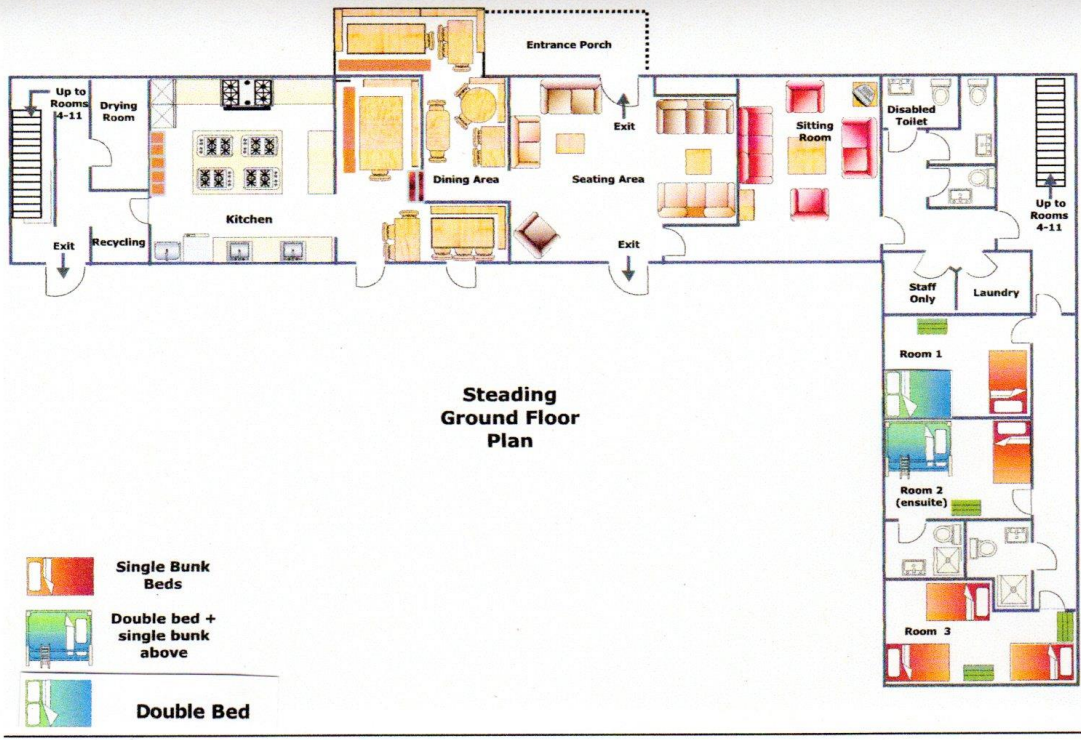 Entrance Porch
Up to
Rooms
4-11
Drying
Room
Exit
Disabled
Toilet
Sitting
Room
Dining Area
Seating Area
Kitchen
Up to
Rooms
4-11
Exit
Recycling
Exit
Staff
Only
Laundry
Room 1
Steading
Ground Floor
Plan
Room 2
(ensuite)
Single Bunk
Beds
Double bed +
single bunk
above
Room 3
Double Bed